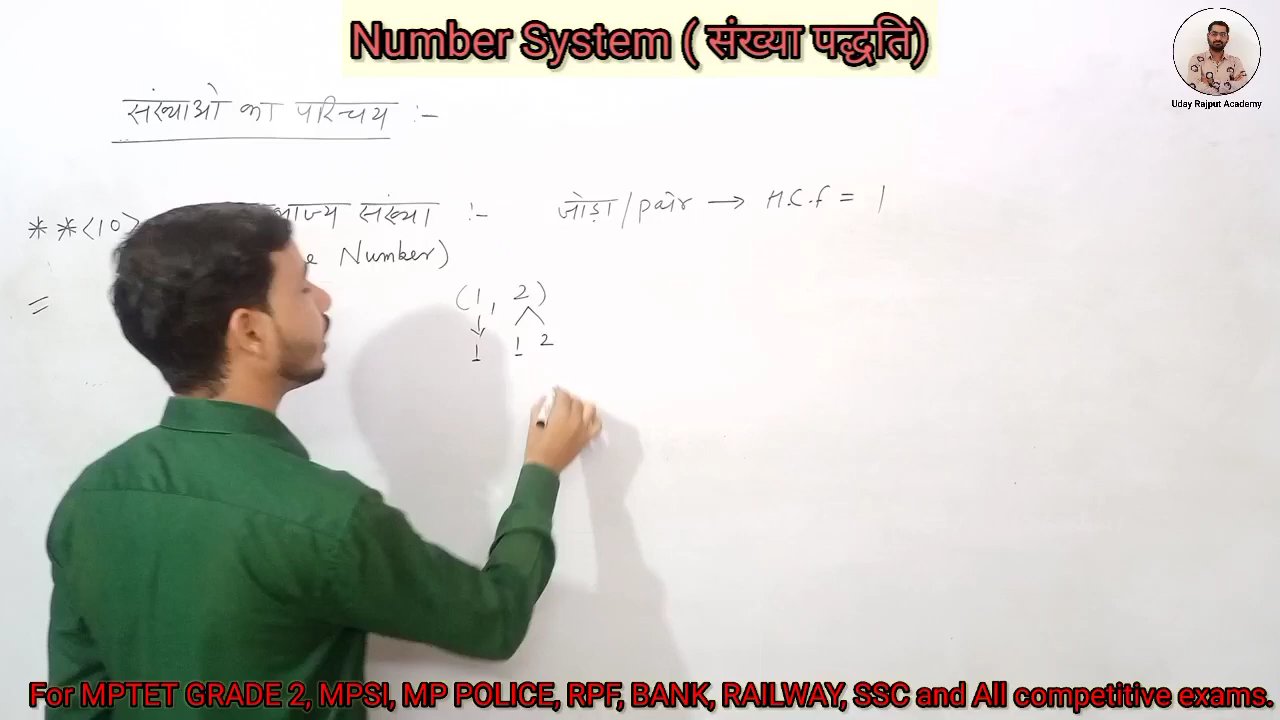 Number System ( संख्या पद्धति)
Uday Rajput Academy
संख्याओ का परिचय :-
**<10> भाज्य संख्या :- जोड़ा/pair → H.C.f = 1
e Number)
=
(1, 2)
1 1 2
For MPTET GRADE 2, MPSI, MP POLICE, RPF, BANK, RAILWAY, SSC and All competitive exams.